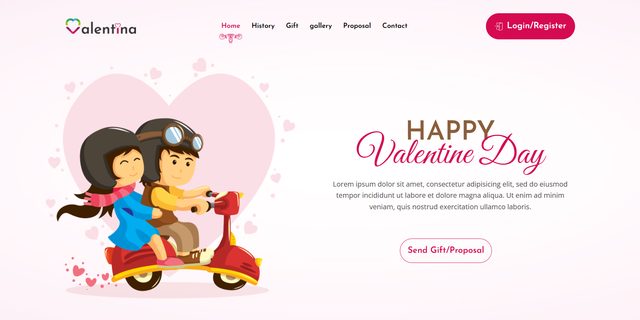 Valentina
Home History Gift gallery Proposal Contact
Login/Register
HAPPY
Valentine Day
Lorem ipsum dolor sit amet, consectetur adipisicing elit, sed do eiusmod
tempor incididunt ut labore et dolore magna aliqua. Ut enim ad minim
veniam, quis nostrud exercitation ullamco laboris.
Send Gift/Proposal